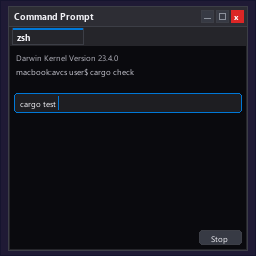 Command Prompt
zsh
Darwin Kernel Version 23.4.0
macbook:avcs user$ cargo check
cargo test
Stop